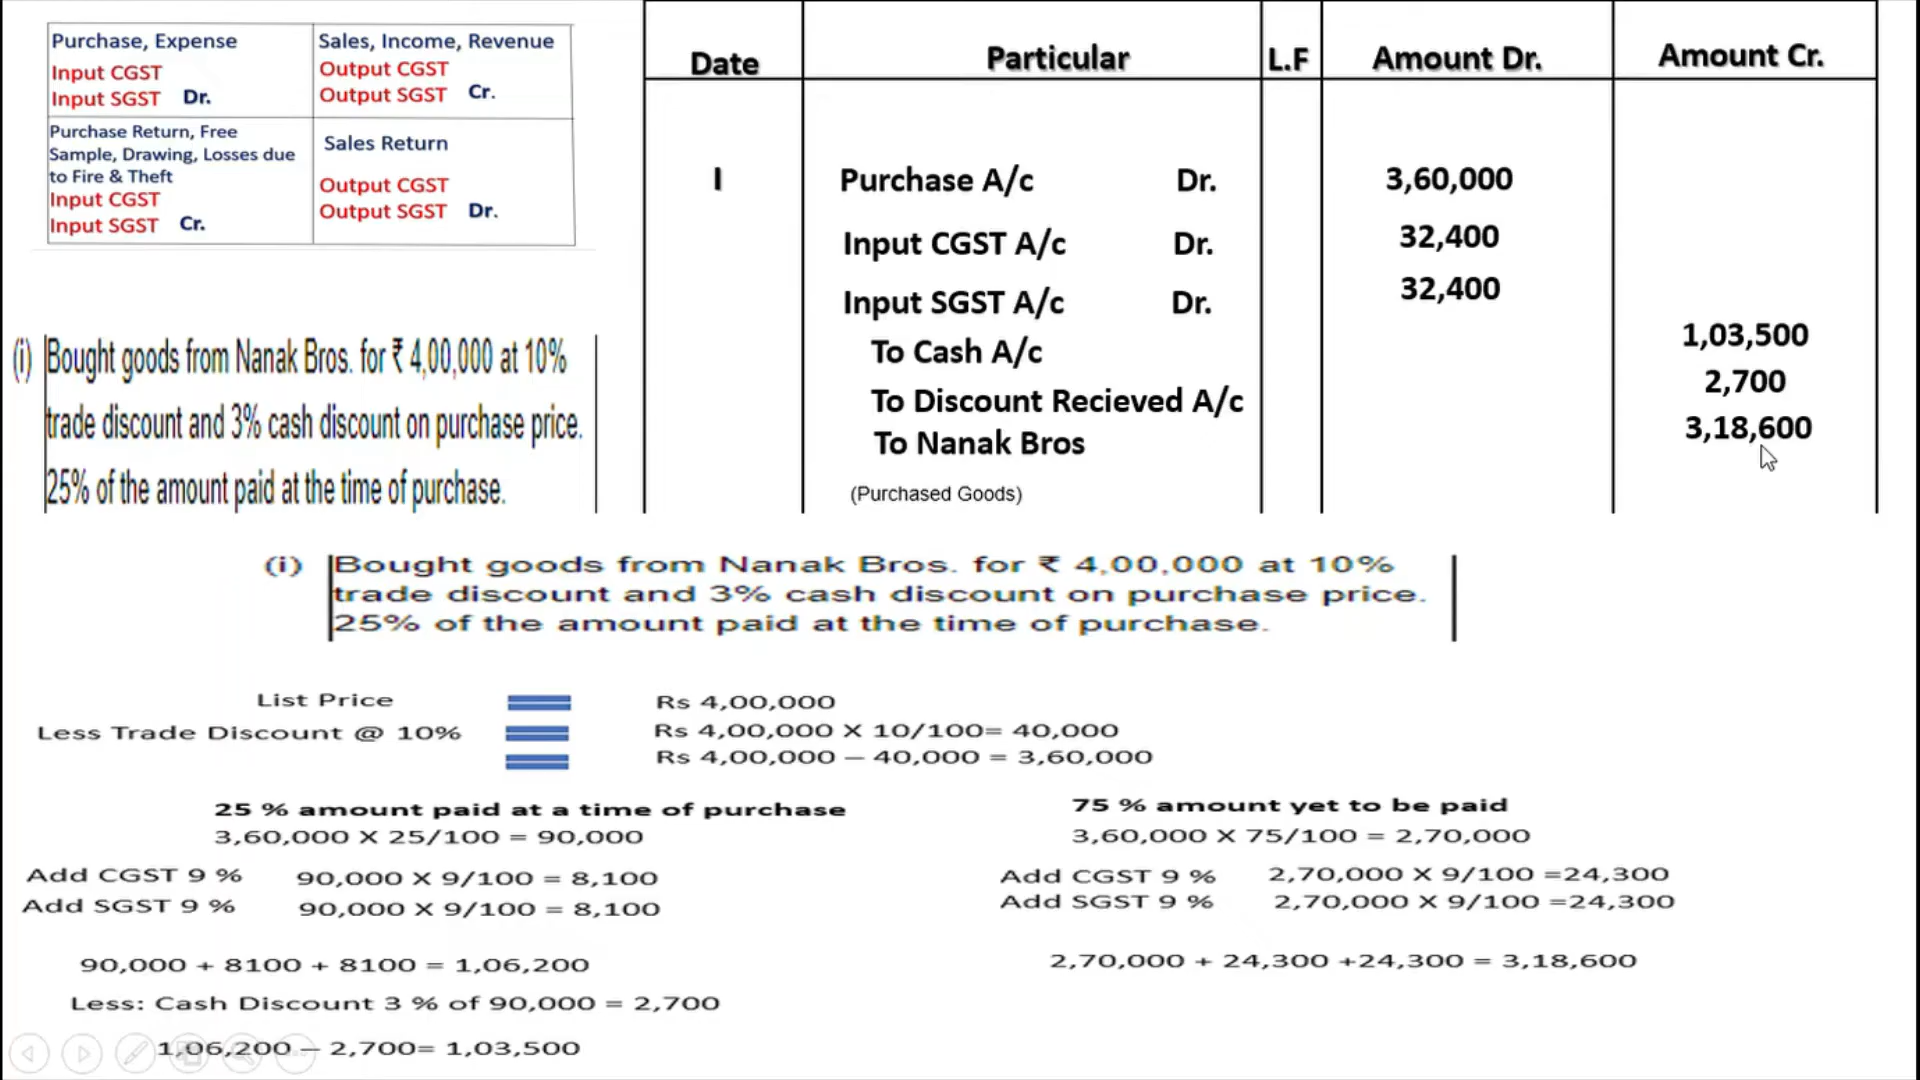 Purchase, Expense
Input CGST
Input SGST Dr.
Sales, Income, Revenue
Output CGST
Output SGST Cr.
Purchase Return, Free
Sample, Drawing, Losses due
to Fire & Theft
Input CGST
Input SGST Cr.
Sales Return
Output CGST
Output SGST Dr.
(i) Bought goods from Nanak Bros. for ₹ 4,00,000 at 10%
trade discount and 3% cash discount on purchase price.
25% of the amount paid at the time of purchase.
Date Particular L.F Amount Dr. Amount Cr.
I Purchase A/c Dr. 3,60,000
Input CGST A/c Dr. 32,400
Input SGST A/c Dr. 32,400
To Cash A/c 1,03,500
To Discount Recieved A/c 2,700
To Nanak Bros 3,18,600
(Purchased Goods)
(i) Bought goods from Nanak Bros. for ₹ 4,00,000 at 10%
trade discount and 3% cash discount on purchase price.
25% of the amount paid at the time of purchase.
List Price Rs 4,00,000
Less Trade Discount @ 10% Rs 4,00,000 X 10/100= 40,000
Rs 4,00,000 – 40,000 = 3,60,000
25 % amount paid at a time of purchase
3,60,000 X 25/100 = 90,000
Add CGST 9 % 90,000 X 9/100 = 8,100
Add SGST 9 % 90,000 X 9/100 = 8,100
90,000 + 8100 + 8100 = 1,06,200
Less: Cash Discount 3 % of 90,000 = 2,700
1,06,200 – 2,700= 1,03,500
75 % amount yet to be paid
3,60,000 X 75/100 = 2,70,000
Add CGST 9 % 2,70,000 X 9/100 =24,300
Add SGST 9 % 2,70,000 X 9/100 =24,300
2,70,000 + 24,300 +24,300 = 3,18,600